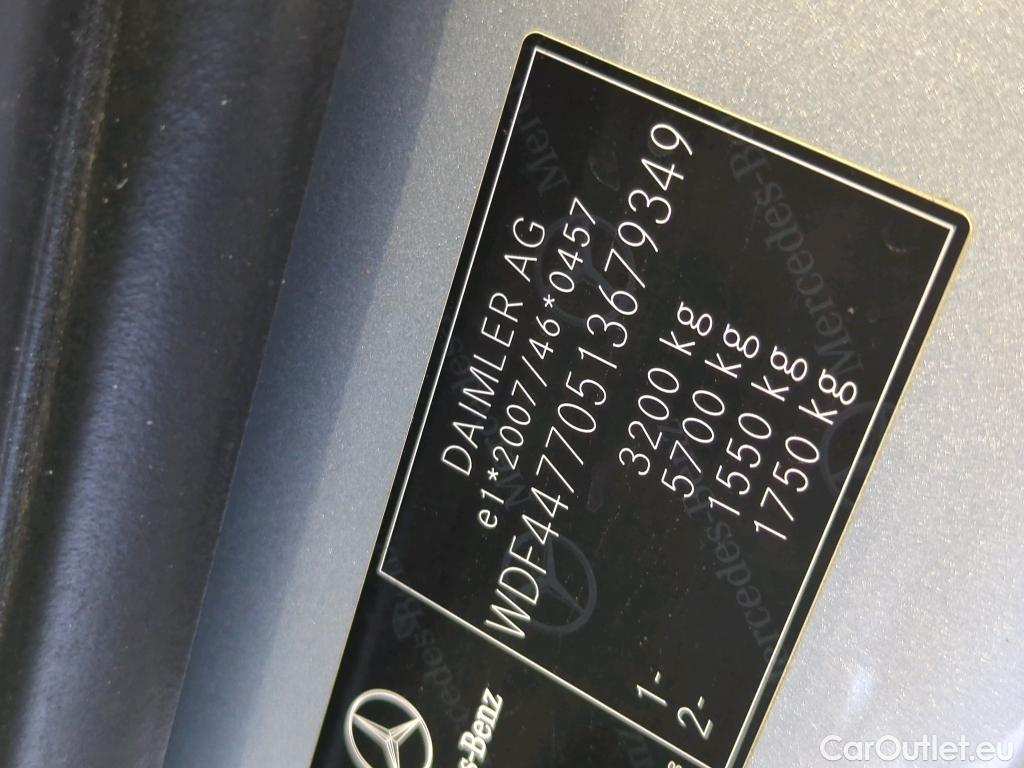 DAIMLER AG
e1*2007/46*0457
WDF44770513679349
3200 kg
5700 kg
1- 1550 kg
2- 1750 kg
s-Benz
CarOutlet.eu